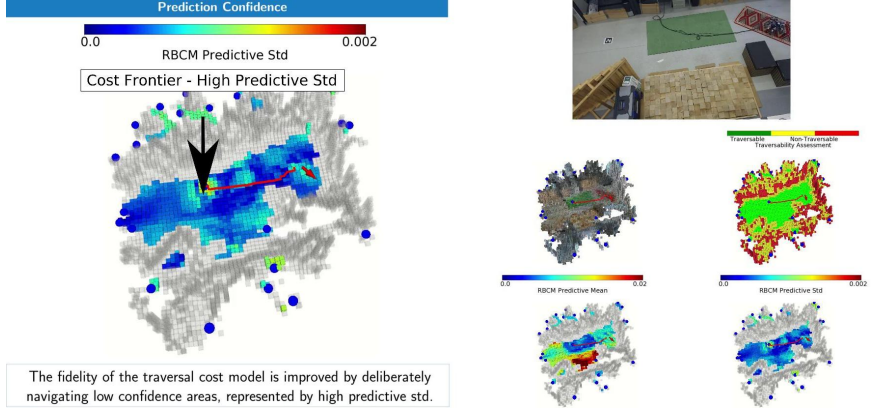 Prediction Confidence
0.0 0.002
RBCM Predictive Std
Cost Frontier - High Predictive Std
The fidelity of the traversal cost model is improved by deliberately
navigating low confidence areas, represented by high predictive std.
Traversable Non-Traversable
Traversability Assessment
0.0 RBCM Predictive Mean 0.02
0.0 RBCM Predictive Std 0.002